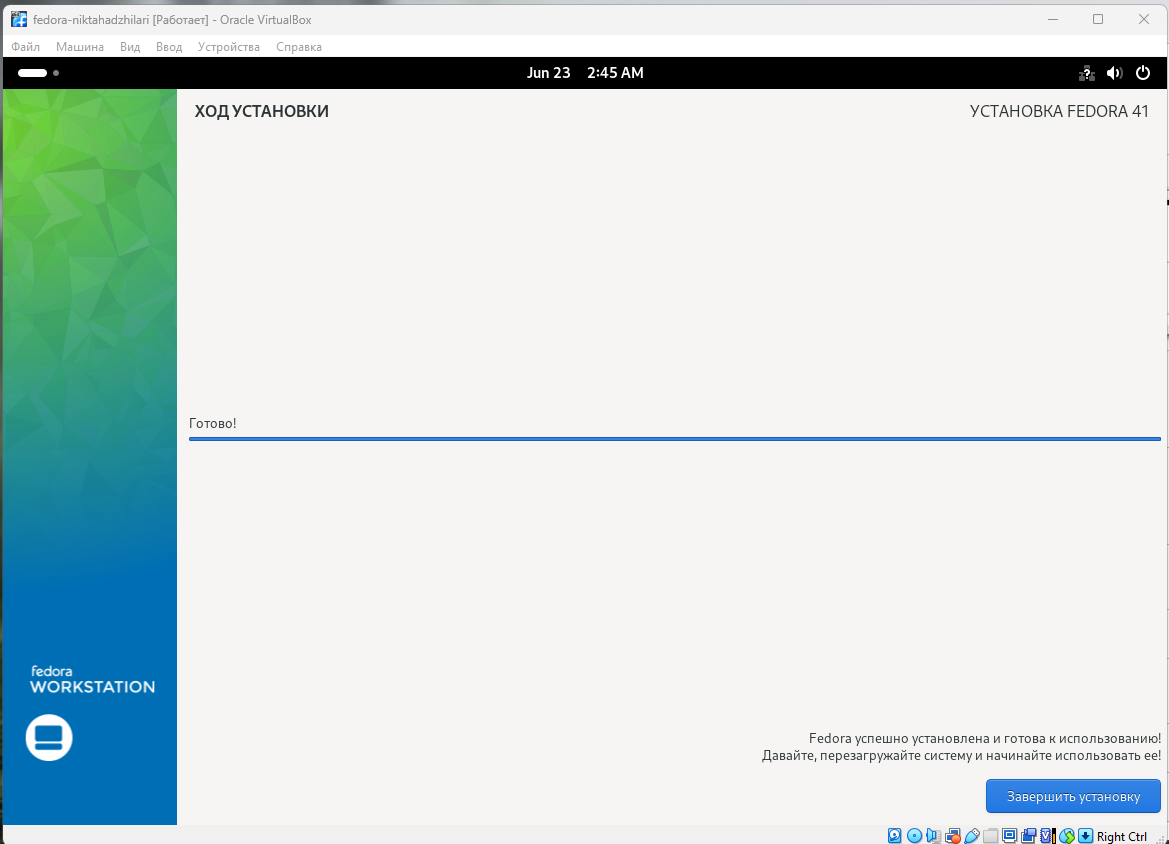 fedora-niktahadzhilari [Работает] - Oracle VirtualBox
Файл Машина Вид Ввод Устройства Справка
Jun 23 2:45 AM
ХОД УСТАНОВКИ
УСТАНОВКА FEDORA 41
Готово!
fedora
WORKSTATION
Fedora успешно установлена и готова к использованию!
Давайте, перезагружайте систему и начинайте использовать ее!
Завершить установку
Right Ctrl